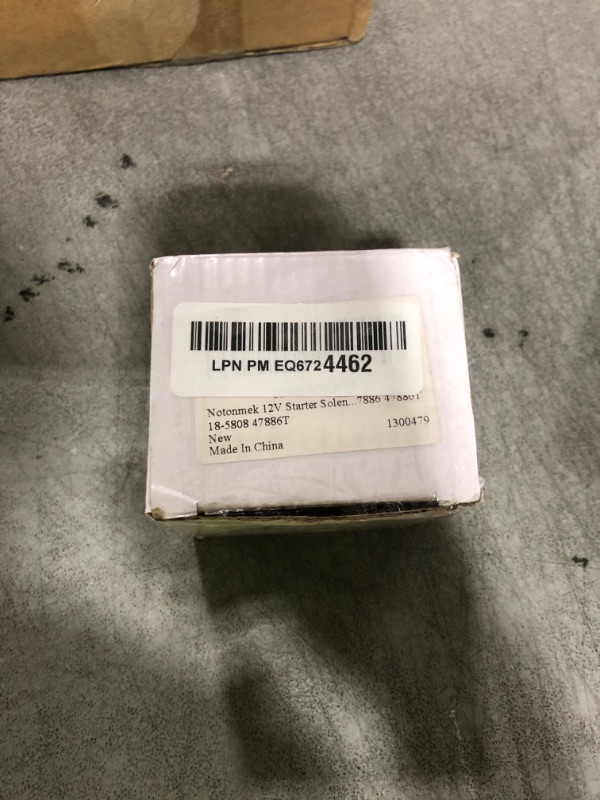 LPN PM EQ6724462
Notonmek 12V Starter Solen...7886 47886T
18-5808 47886T 1300479
New
Made In China